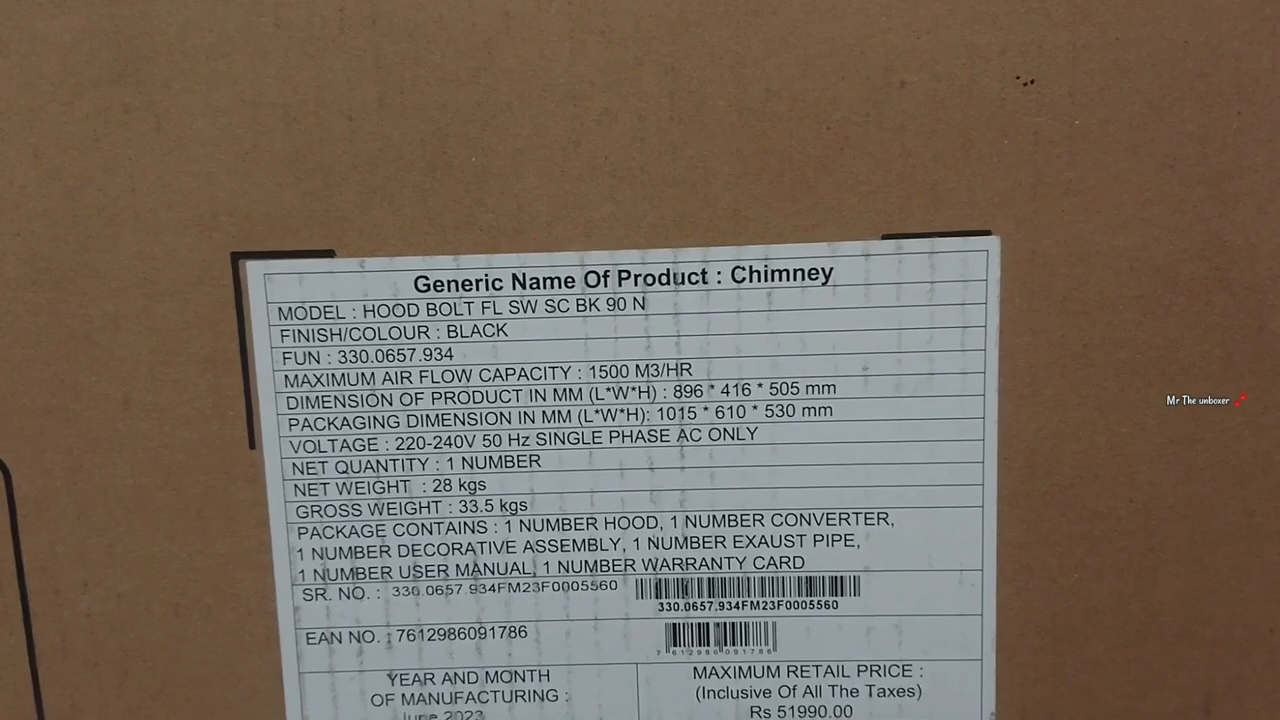 Generic Name Of Product : Chimney
MODEL : HOOD BOLT FL SW SC BK 90 N
FINISH/COLOUR : BLACK
FUN : 330.0657.934
MAXIMUM AIR FLOW CAPACITY : 1500 M3/HR
DIMENSION OF PRODUCT IN MM (L*W*H) : 896 * 416 * 505 mm
PACKAGING DIMENSION IN MM (L*W*H): 1015 * 610 * 530 mm
VOLTAGE : 220-240V 50 Hz SINGLE PHASE AC ONLY
NET QUANTITY : 1 NUMBER
NET WEIGHT : 28 kgs
GROSS WEIGHT : 33.5 kgs
PACKAGE CONTAINS : 1 NUMBER HOOD, 1 NUMBER CONVERTER,
1 NUMBER DECORATIVE ASSEMBLY, 1 NUMBER EXAUST PIPE,
1 NUMBER USER MANUAL, 1 NUMBER WARRANTY CARD
SR. NO. : 330.0657.934FM23F0005560
330.0657.934FM23F0005560
EAN NO. : 7612986091786
7612986091786
YEAR AND MONTH
OF MANUFACTURING :
June 2023
MAXIMUM RETAIL PRICE :
(Inclusive Of All The Taxes)
Rs 51990.00
Mr The unboxer